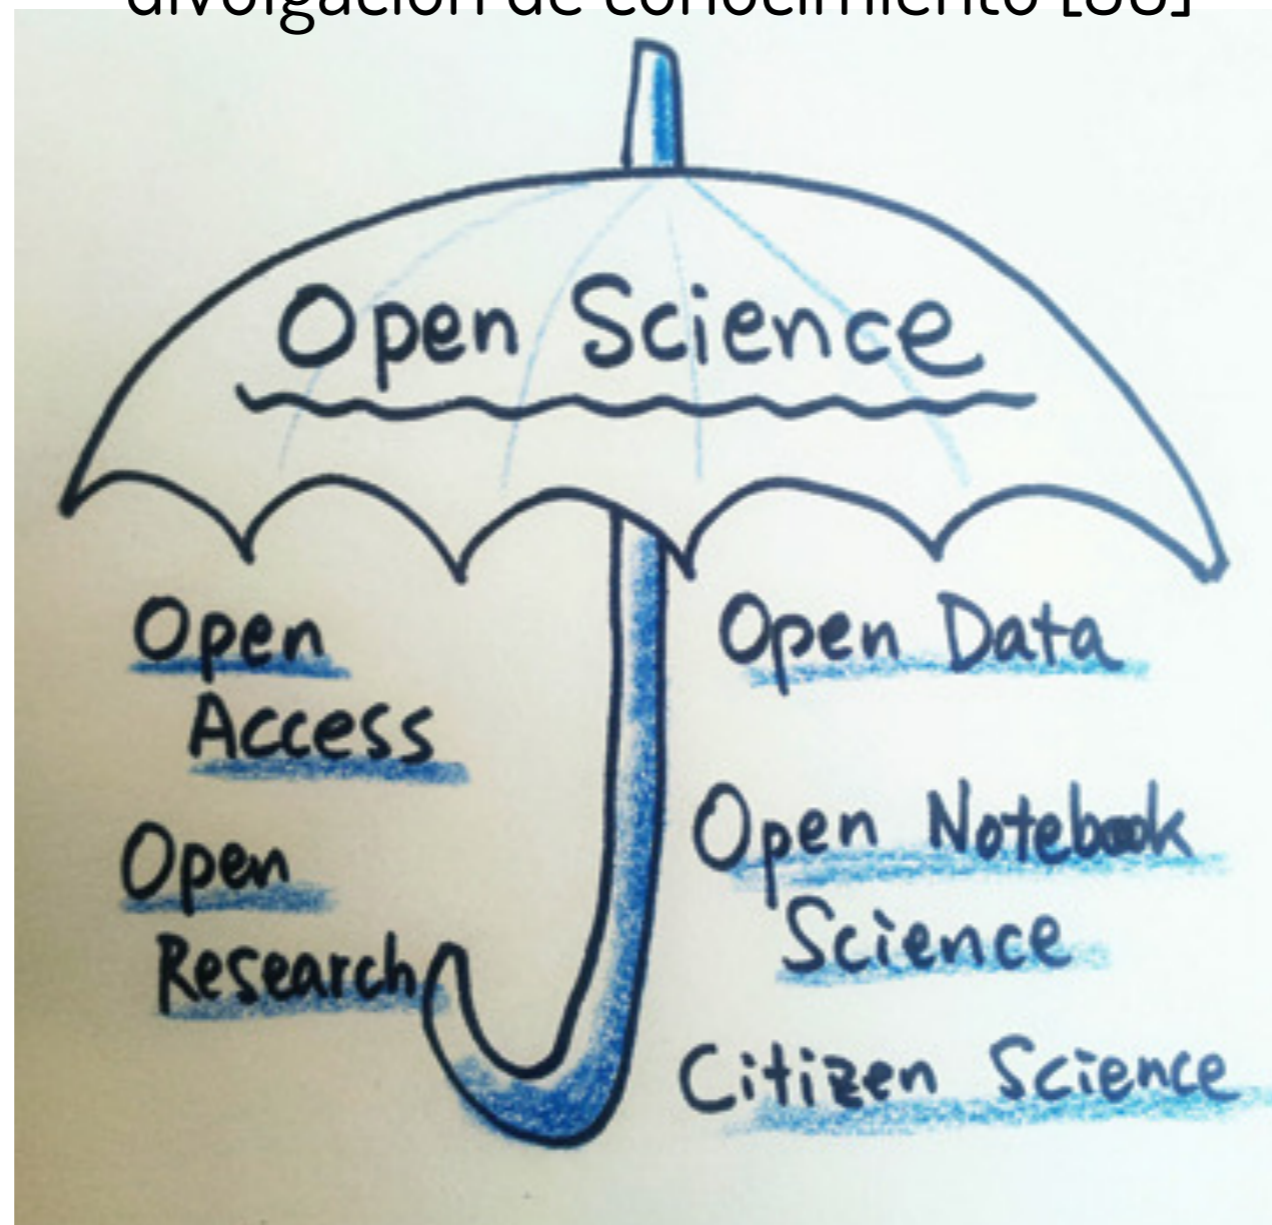 divulgación de conocimiento
Open Science
Open
Access
Open
Research
Open Data
Open Notebook
Science
Citizen Science